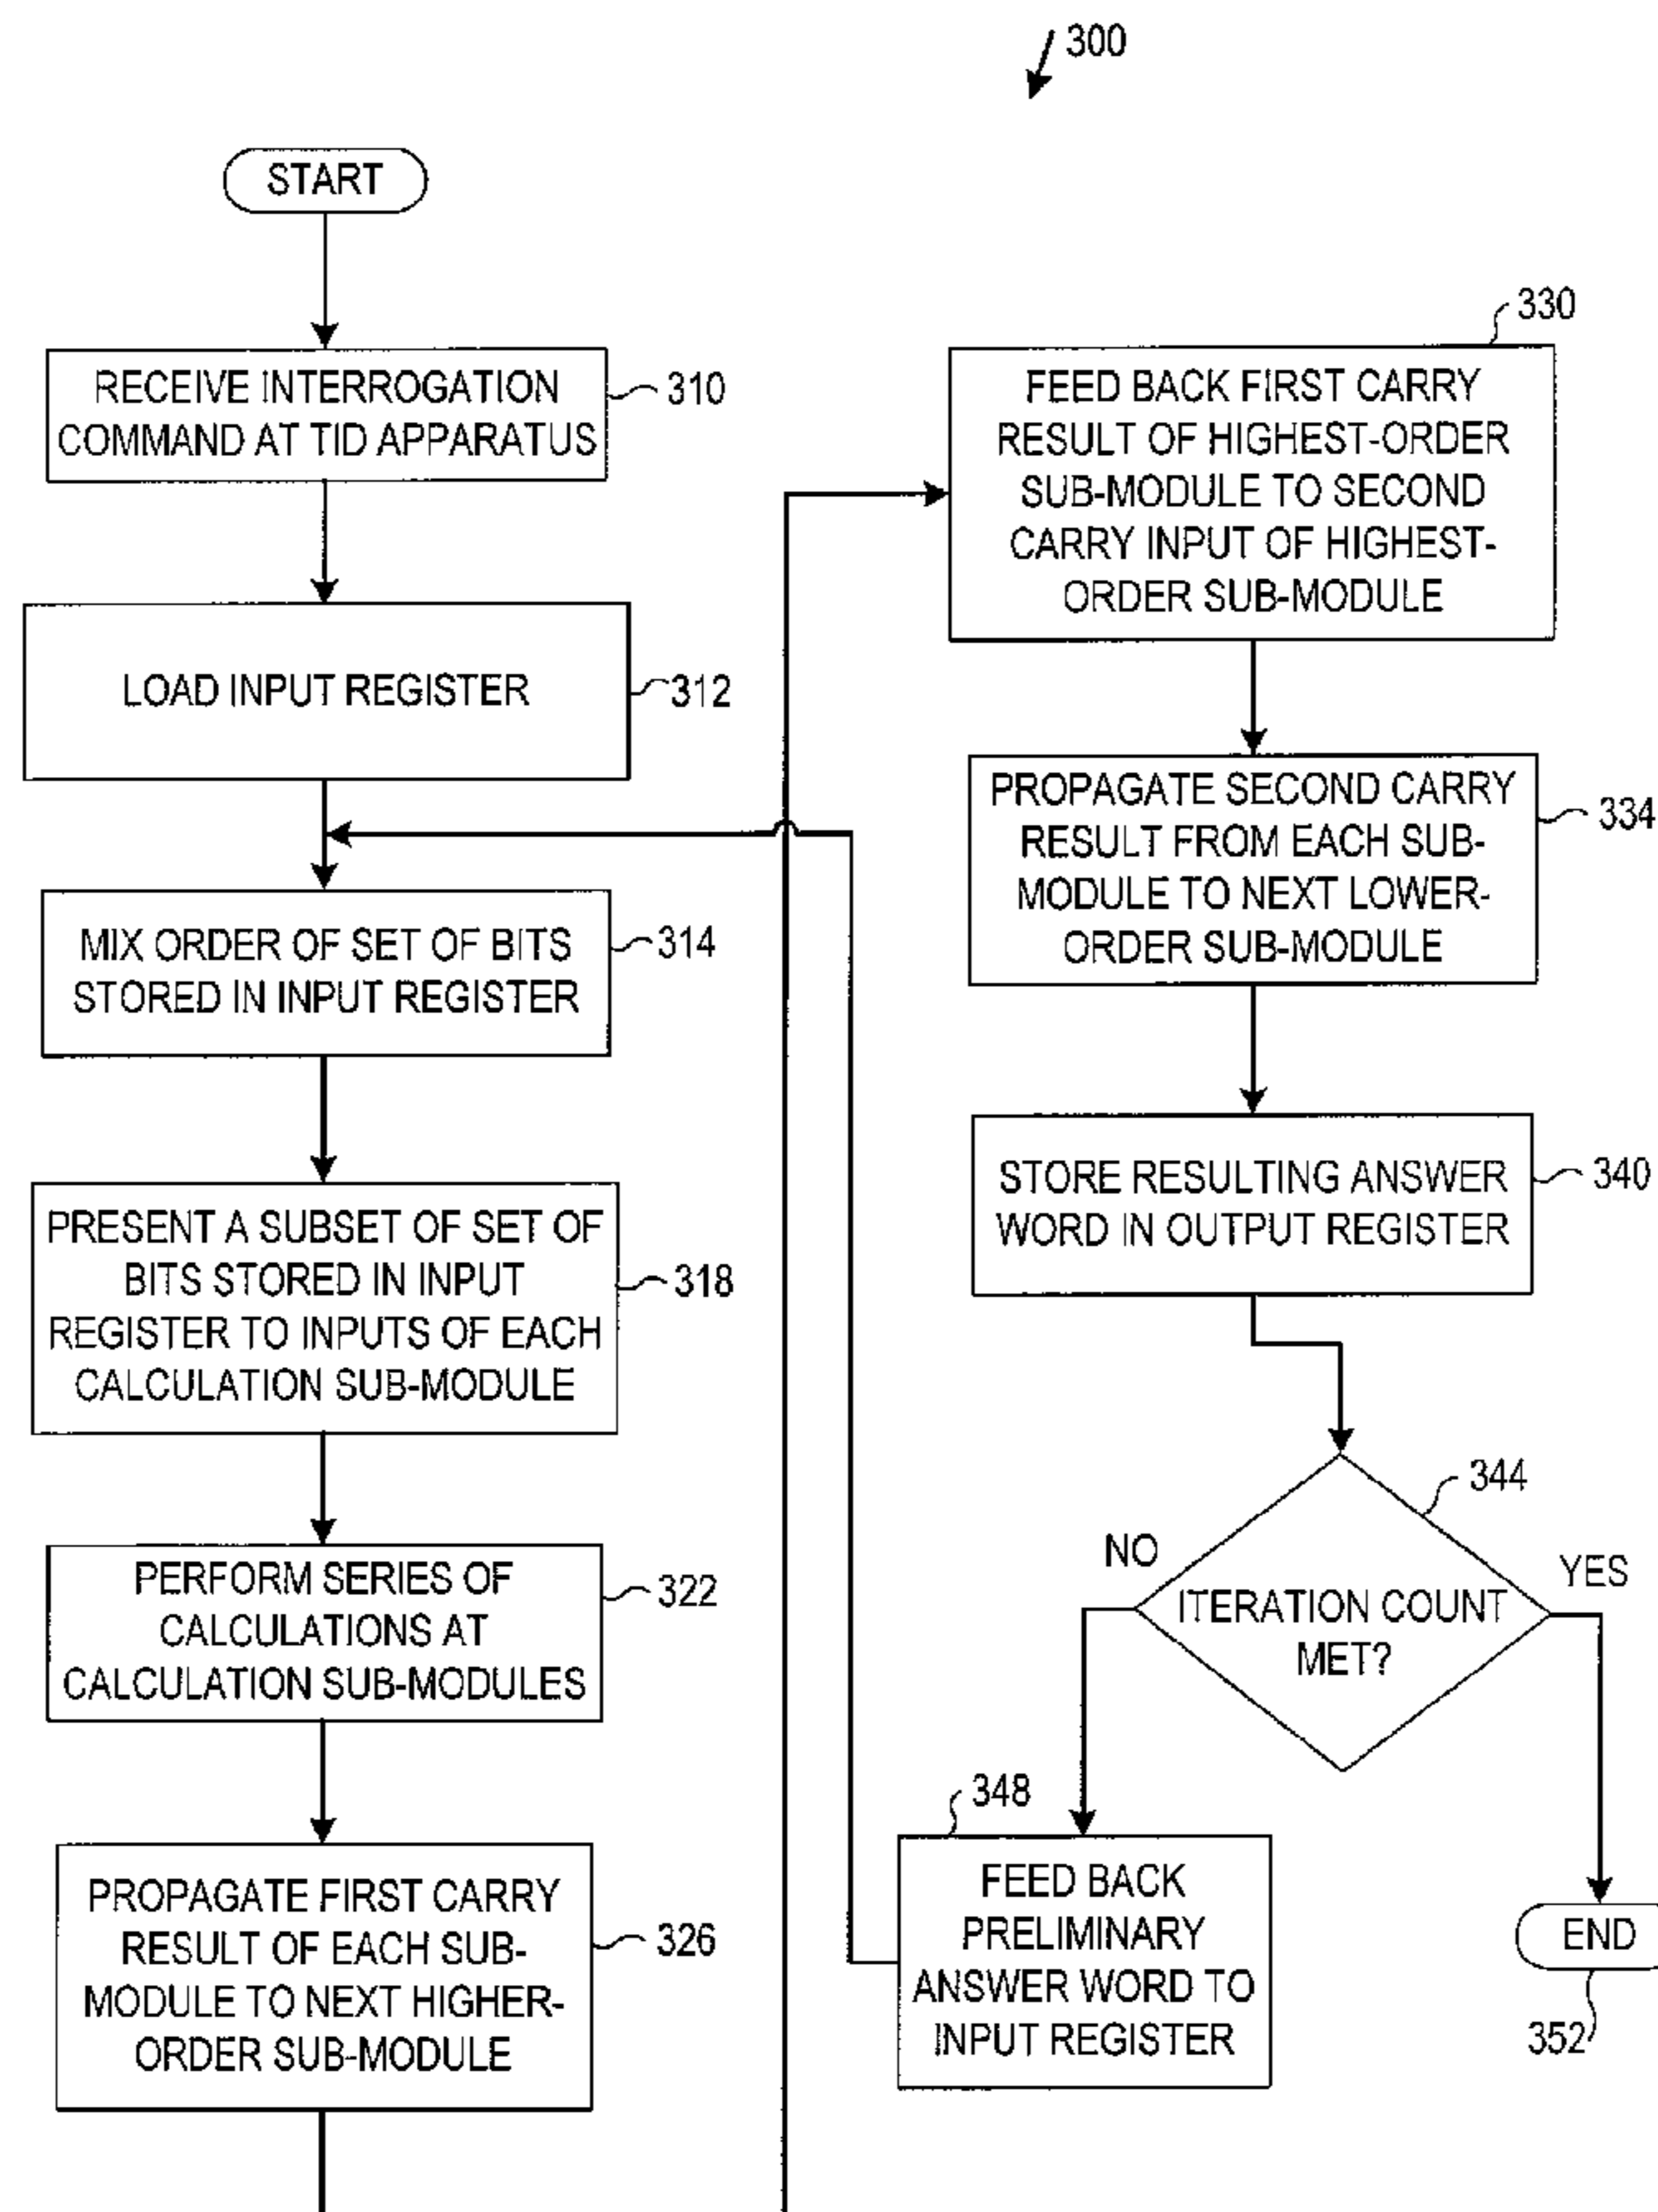 300
START
RECEIVE INTERROGATION
COMMAND AT TID APPARATUS
310
LOAD INPUT REGISTER
312
MIX ORDER OF SET OF BITS
STORED IN INPUT REGISTER
314
PRESENT A SUBSET OF SET OF
BITS STORED IN INPUT
REGISTER TO INPUTS OF EACH
CALCULATION SUB-MODULE
318
PERFORM SERIES OF
CALCULATIONS AT
CALCULATION SUB-MODULES
322
PROPAGATE FIRST CARRY
RESULT OF EACH SUB-
MODULE TO NEXT HIGHER-
ORDER SUB-MODULE
326
330
FEED BACK FIRST CARRY
RESULT OF HIGHEST-ORDER
SUB-MODULE TO SECOND
CARRY INPUT OF HIGHEST-
ORDER SUB-MODULE
PROPAGATE SECOND CARRY
RESULT FROM EACH SUB-
MODULE TO NEXT LOWER-
ORDER SUB-MODULE
334
STORE RESULTING ANSWER
WORD IN OUTPUT REGISTER
340
344
NO
YES
ITERATION COUNT
MET?
348
FEED BACK
PRELIMINARY
ANSWER WORD TO
INPUT REGISTER
END
352